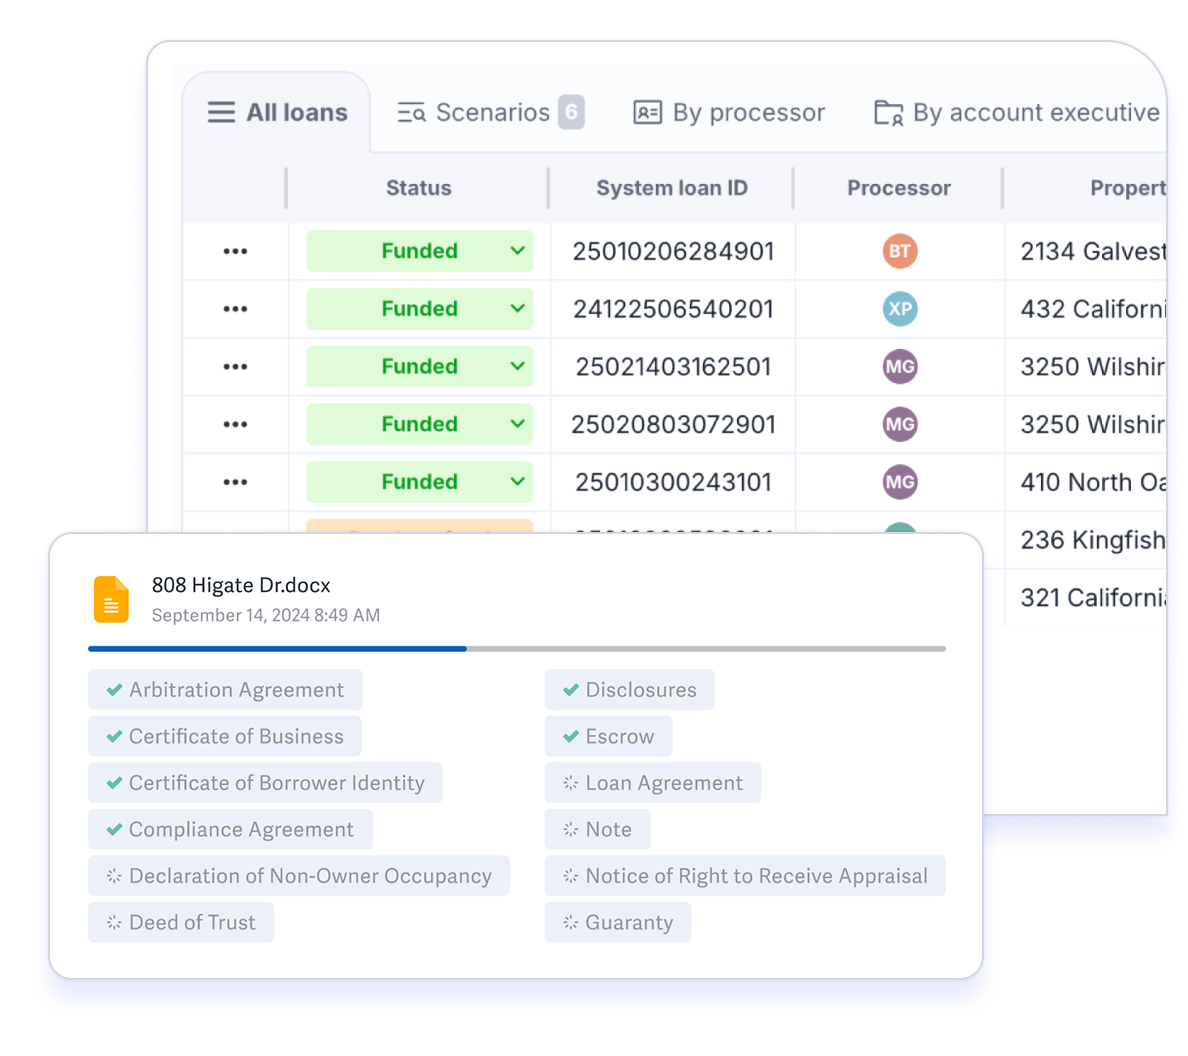 All loans Scenarios 6 By processor By account executive
Status System loan ID Processor Propert
••• Funded 25010206284901 BT 2134 Galvest
••• Funded 24122506540201 XP 432 Californi
••• Funded 25021403162501 MG 3250 Wilshir
••• Funded 25020803072901 MG 3250 Wilshir
••• Funded 25010300243101 MG 410 North Oa
236 Kingfish
321 Californi
808 Higate Dr.docx
September 14, 2024 8:49 AM
Arbitration Agreement Disclosures
Certificate of Business Escrow
Certificate of Borrower Identity Loan Agreement
Compliance Agreement Note
Declaration of Non-Owner Occupancy Notice of Right to Receive Appraisal
Deed of Trust Guaranty